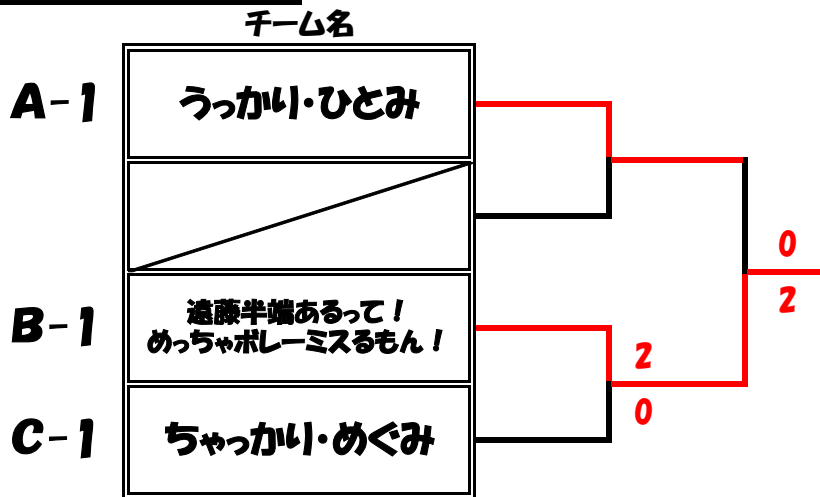 チーム名
A-1
うっかり・ひとみ
0
2
B-1
遠藤半端あるって！
めっちゃボレーミスるもん！
2
0
C-1
ちゃっかり・めぐみ